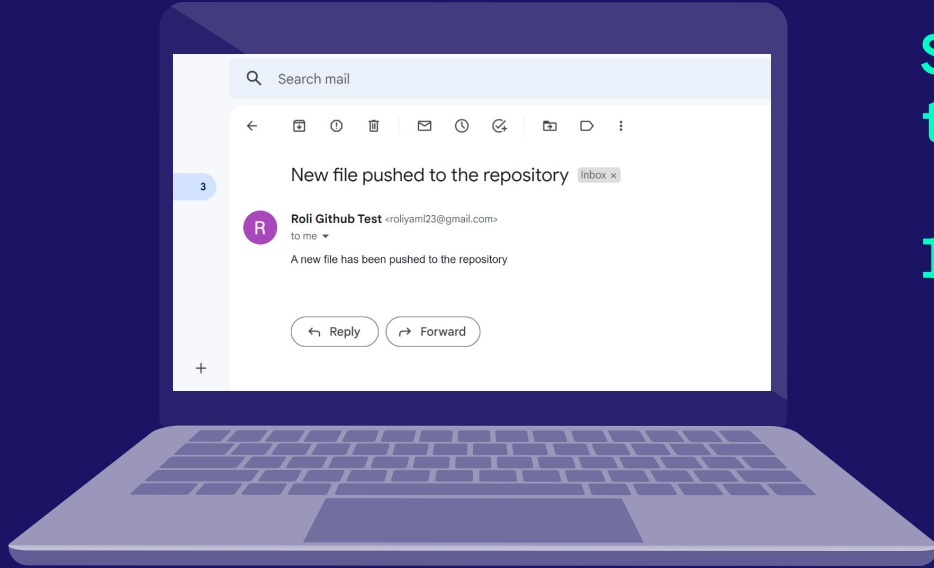 Search mail
New file pushed to the repository Inbox ×
3
R
Roli Github Test <roliyaml23@gmail.com>
to me
A new file has been pushed to the repository
Reply
Forward